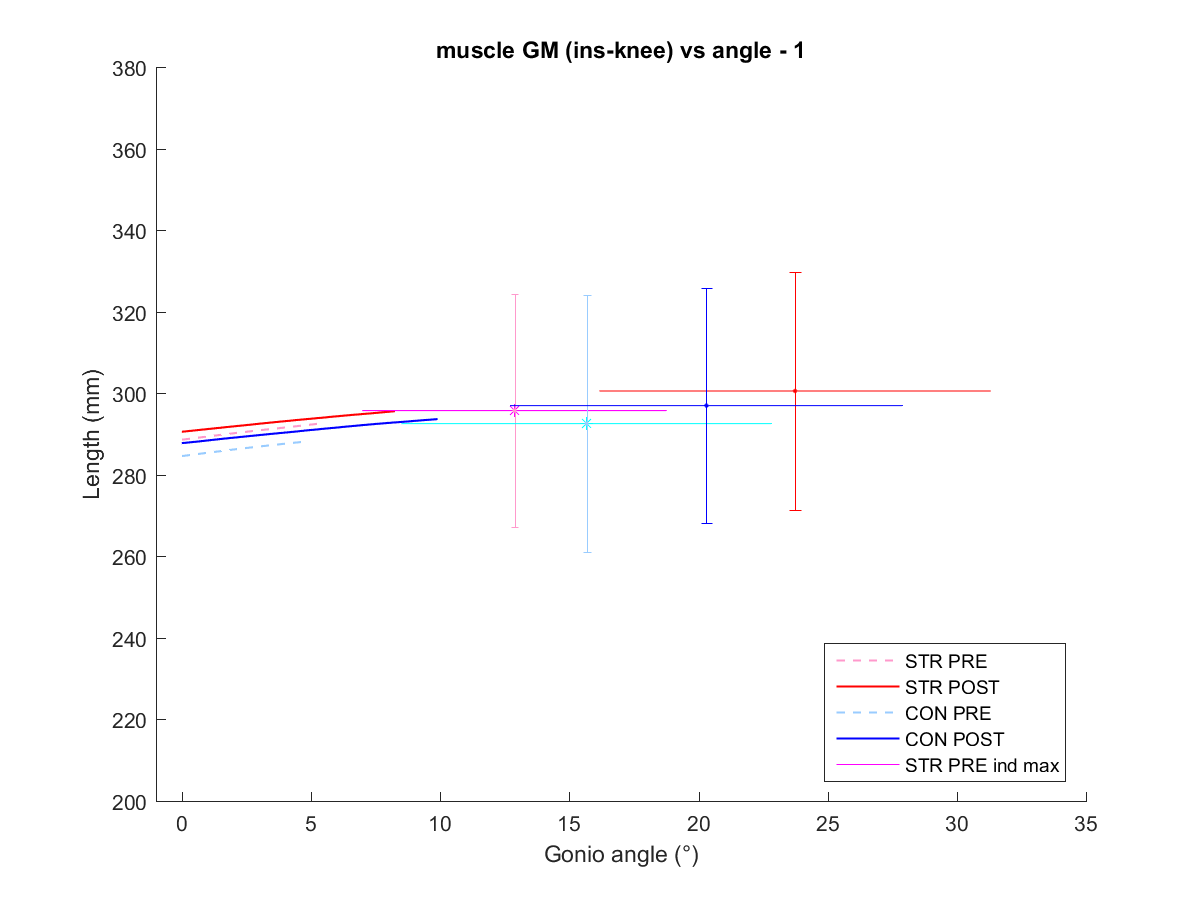 muscle GM (ins-knee) vs angle - 1
380
360
340
320
300
280
260
240
220
200
Length (mm)
0 5 10 15 20 25 30 35
Gonio angle (°)
STR PRE
STR POST
CON PRE
CON POST
STR PRE ind max